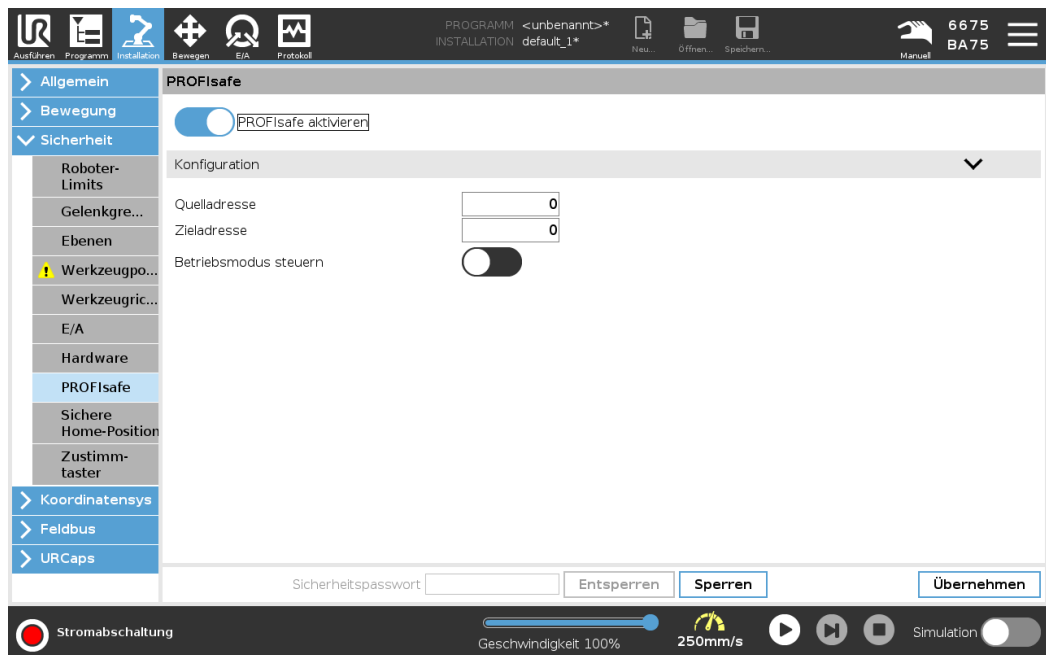 PROGRAMM <unbenannt>*
INSTALLATION default_1*
Ausführen Programm Installation Bewegen E/A Protokoll
Neu... Öffnen... Speichern...
Manuell
6675
BA75
Allgemein
Bewegung
Sicherheit
Roboter-
Limits
Gelenkgre...
Ebenen
Werkzeugpo...
Werkzeugric...
E/A
Hardware
PROFIsafe
Sichere
Home-Position
Zustimm-
taster
Koordinatensys
Feldbus
URCaps
PROFIsafe
PROFIsafe aktivieren
Konfiguration
Quelladresse 0
Zieladresse 0
Betriebsmodus steuern
Sicherheitspasswort Entsperren Sperren Übernehmen
Stromabschaltung
Geschwindigkeit 100%
250mm/s
Simulation